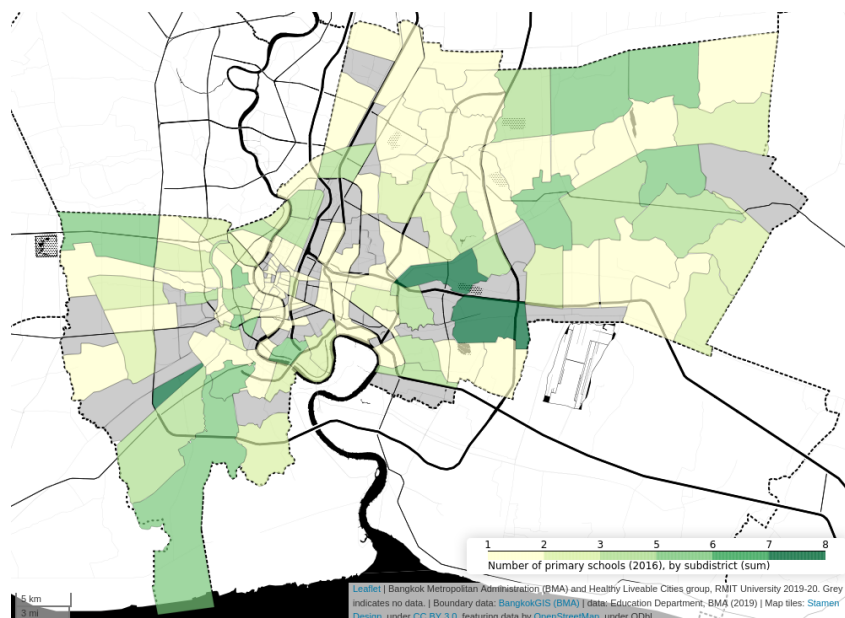 1 2 3 4 5 6 7 8
Number of primary schools (2016), by subdistrict (sum)
5 km
3 mi
Leaflet | Bangkok Metropolitan Administration (BMA) and Healthy Liveable Cities group, RMIT University 2019-20. Grey
indicates no data. | Boundary data: BangkokGIS (BMA) | data: Education Department, BMA (2019) | Map tiles: Stamen
Design, under CC BY 3.0, featuring data by OpenStreetMap, under ODbL